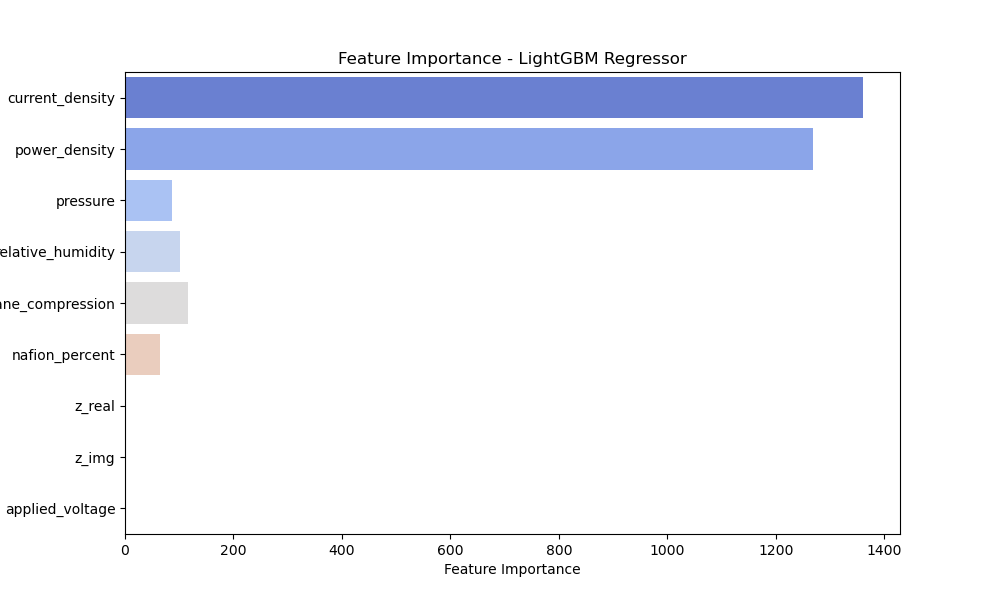 Feature Importance - LightGBM Regressor
current_density
power_density
pressure
elative_humidity
ne_compression
nafion_percent
z_real
z_img
applied_voltage
0 200 400 600 800 1000 1200 1400
Feature Importance